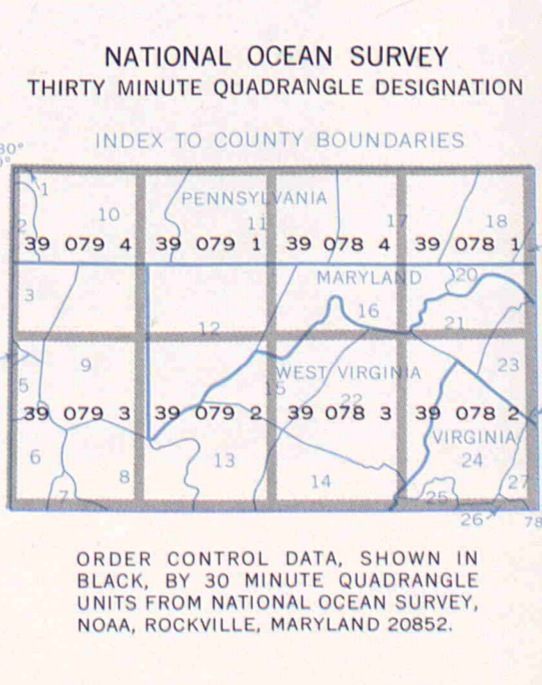 NATIONAL OCEAN SURVEY
THIRTY MINUTE QUADRANGLE DESIGNATION
INDEX TO COUNTY BOUNDARIES
30°
1
PENNSYLVANIA
2 10 11 17 18
39 079 4 39 079 1 39 078 4 39 078 1
MARYLAND 20
3 16
12 21
9 23
WEST VIRGINIA
5 15 22
39 079 3 39 079 2 39 078 3 39 078 2
VIRGINIA
6 13 24
8 14 27
7 25
26 78
ORDER CONTROL DATA, SHOWN IN
BLACK, BY 30 MINUTE QUADRANGLE
UNITS FROM NATIONAL OCEAN SURVEY,
NOAA, ROCKVILLE, MARYLAND 20852.